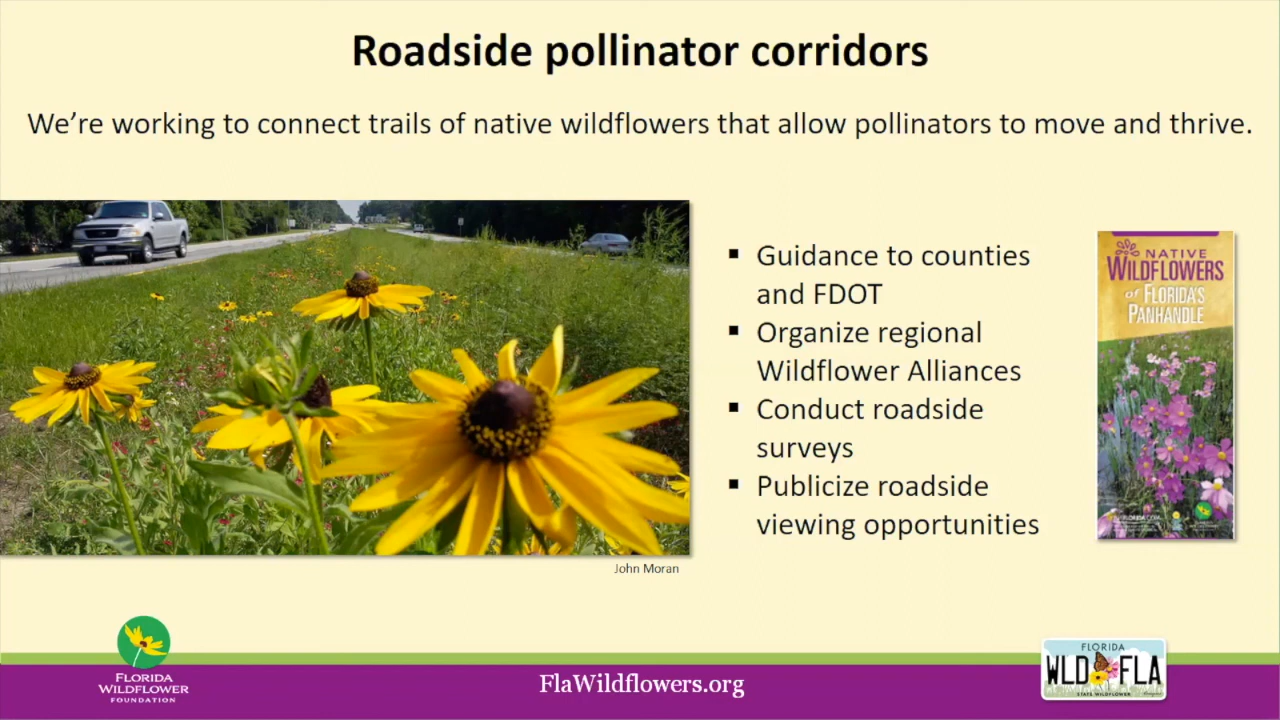 Roadside pollinator corridors
We’re working to connect trails of native wildflowers that allow pollinators to move and thrive.
▪ Guidance to counties
and FDOT
▪ Organize regional
Wildflower Alliances
▪ Conduct roadside
surveys
▪ Publicize roadside
viewing opportunities
NATIVE
WILDFLOWERS
of FLORIDA'S
PANHANDLE
John Moran
FLORIDA
WILDFLOWER
FOUNDATION
FlaWildflowers.org
FLORIDA
WLD FLA
STATE WILDFLOWER